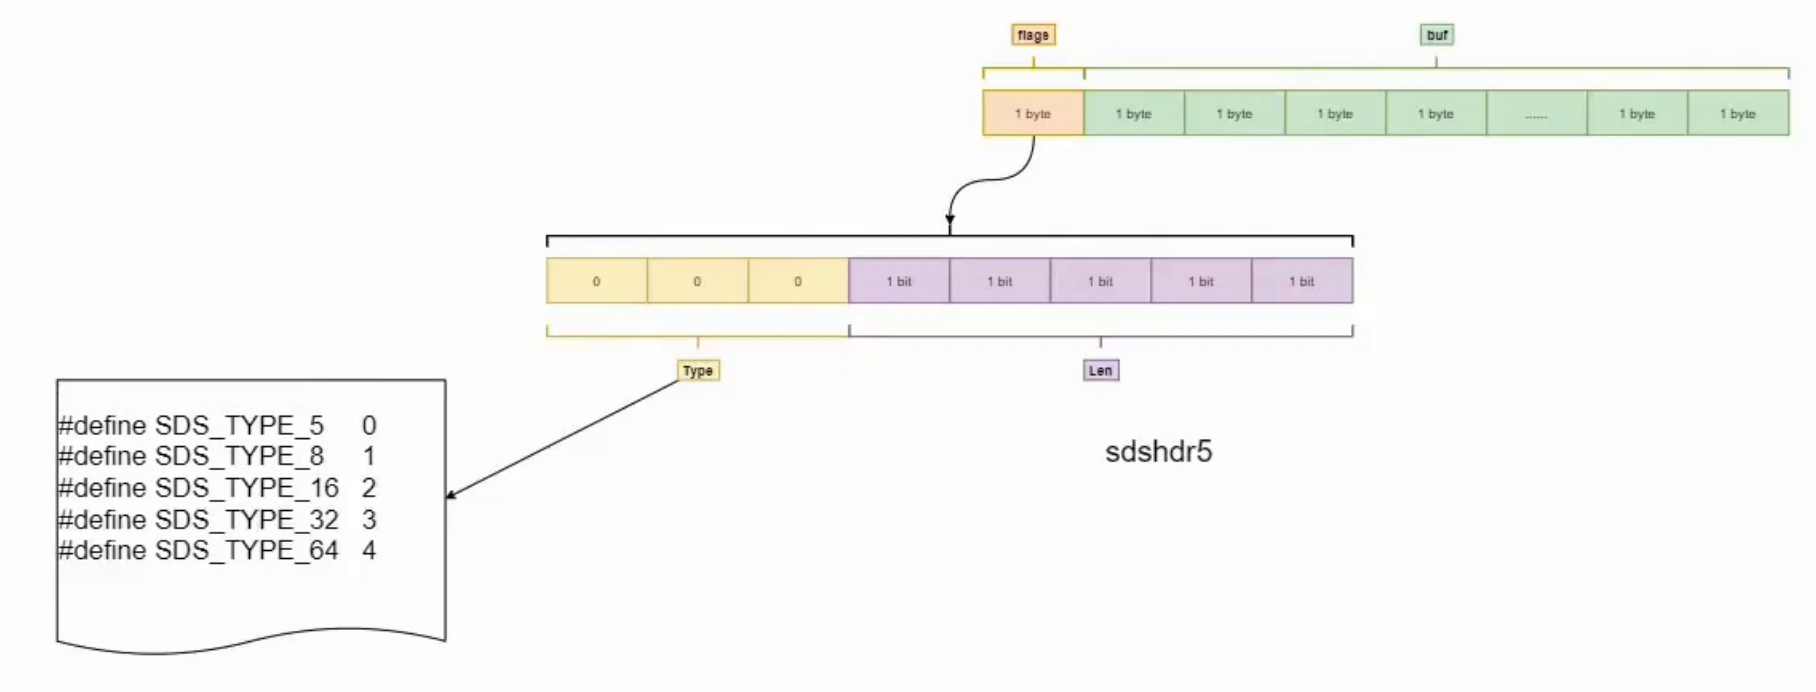 flags buf
1 byte 1 byte 1 byte 1 byte 1 byte ...... 1 byte 1 byte
0 0 0 1 bit 1 bit 1 bit 1 bit 1 bit
Type Len
#define SDS_TYPE_5 0
#define SDS_TYPE_8 1
#define SDS_TYPE_16 2
#define SDS_TYPE_32 3
#define SDS_TYPE_64 4
sdshdr5